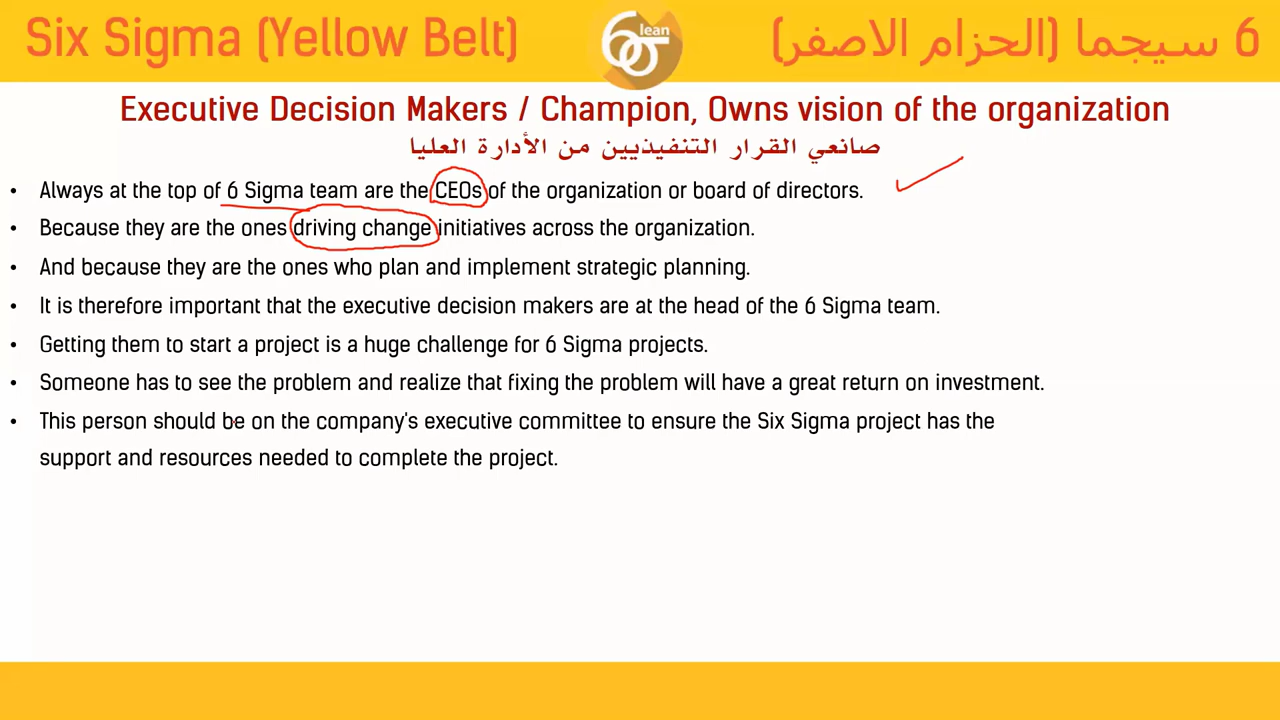 Six Sigma (Yellow Belt)
lean
6σ
6 سيجما (الحزام الاصفر)
Executive Decision Makers / Champion, Owns vision of the organization
صانعي القرار التنفيذيين من الأدارة العليا
• Always at the top of 6 Sigma team are the CEOs of the organization or board of directors.
• Because they are the ones driving change initiatives across the organization.
• And because they are the ones who plan and implement strategic planning.
• It is therefore important that the executive decision makers are at the head of the 6 Sigma team.
• Getting them to start a project is a huge challenge for 6 Sigma projects.
• Someone has to see the problem and realize that fixing the problem will have a great return on investment.
• This person should be on the company's executive committee to ensure the Six Sigma project has the
support and resources needed to complete the project.